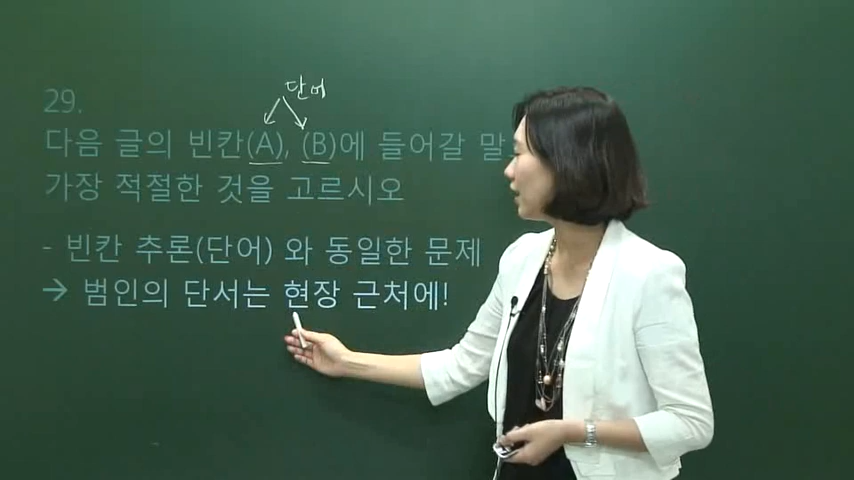 단어
29.
다음 글의 빈칸(A), (B)에 들어갈 말
가장 적절한 것을 고르시오
- 빈칸 추론(단어) 와 동일한 문제
→ 범인의 단서는 현장 근처에!